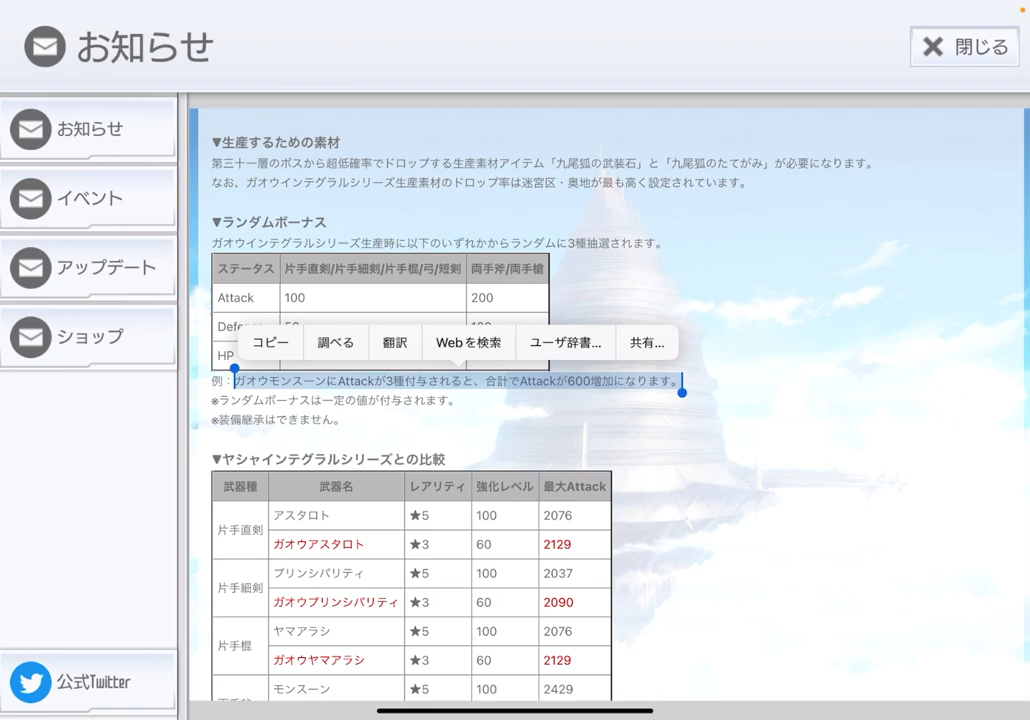 お知らせ
閉じる
お知らせ
イベント
アップデート
ショップ
公式Twitter
▼生産するための素材
第三十一層のボスから超低確率でドロップする生産素材アイテム「九尾狐の武装石」と「九尾狐のたてがみ」が必要になります。
なお、ガオウインテグラルシリーズ生産素材のドロップ率は迷宮区・奥地が最も高く設定されています。
▼ランダムボーナス
ガオウインテグラルシリーズ生産時に以下のいずれかからランダムに3種抽選されます。
ステータス 片手直剣/片手細剣/片手棍/弓/短剣 両手斧/両手槍
Attack 100 200
HP
コピー 調べる 翻訳 Webを検索 ユーザ辞書... 共有...
例：ガオウモンスーンにAttackが3種付与されると、合計でAttackが600増加になります。
※ランダムボーナスは一定の値が付与されます。
※装備継承はできません。
▼ヤシャインテグラルシリーズとの比較
武器種 武器名 レアリティ 強化レベル 最大Attack
片手直剣 アスタロト ★5 100 2076
ガオウアスタロト ★3 60 2129
片手細剣 プリンシパリティ ★5 100 2037
ガオウプリンシパリティ ★3 60 2090
片手棍 ヤマアラシ ★5 100 2076
ガオウヤマアラシ ★3 60 2129
モンスーン ★5 100 2429